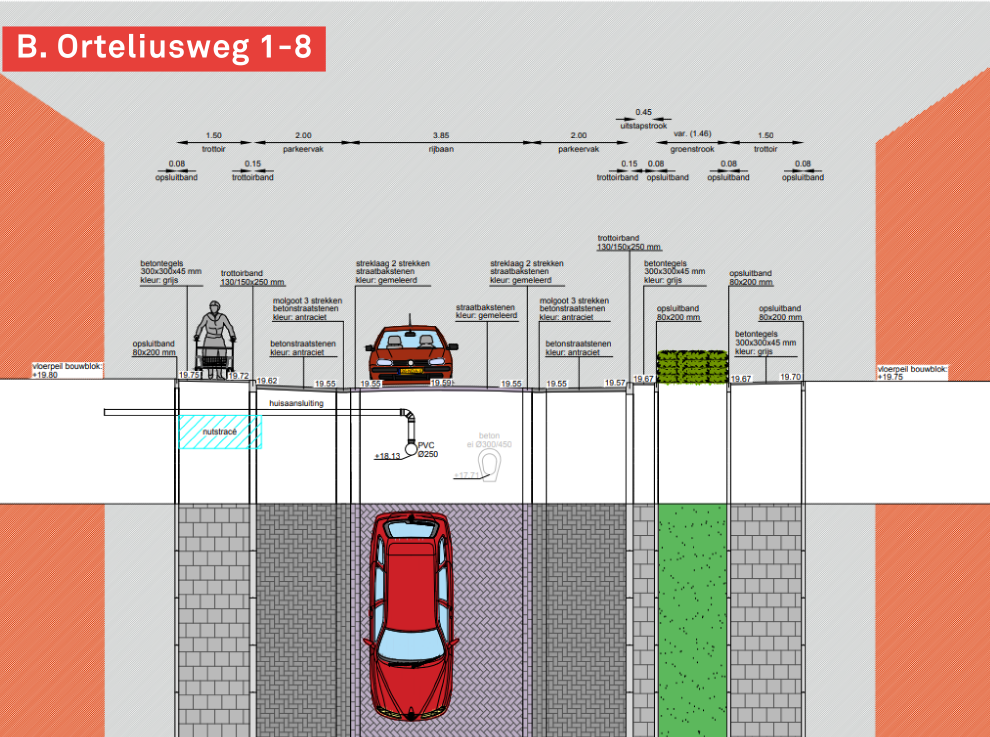 B. Orteliusweg 1-8
0.45
uitstapstrook
1.50
trottoir
2.00
parkeervak
3.85
rijbaan
2.00
parkeervak
var. (1.46)
groenstrook
1.50
trottoir
0.08
opsluitband
0.15
trottoirband
0.15
trottoirband
0.08
opsluitband
0.08
opsluitband
0.08
opsluitband
trottoirband
130/150x250 mm
betontegels
300x300x45 mm
kleur: grijs
trottoirband
130/150x250 mm
streklaag 2 strekken
straatbakstenen
kleur: gemeleerd
streklaag 2 strekken
straatbakstenen
kleur: gemeleerd
betontegels
300x300x45 mm
kleur: grijs
opsluitband
80x200 mm
molgoot 3 strekken
betonstraatstenen
kleur: antraciet
straatbakstenen
kleur: gemeleerd
molgoot 3 strekken
betonstraatstenen
kleur: antraciet
opsluitband
80x200 mm
opsluitband
80x200 mm
opsluitband
80x200 mm
betonstraatstenen
kleur: antraciet
betonstraatstenen
kleur: antraciet
betontegels
300x300x45 mm
kleur: grijs
vloerpeil bouwblok:
+19.80
19.75
19.72
19.62
19.55
19.55
19.59
19.55
19.55
19.57
19.67
19.67
19.70
vloerpeil bouwblok:
+19.75
huisaansluiting
nutstracé
PVC
Ø250
+18.13
beton
ei Ø300/450
+17.71